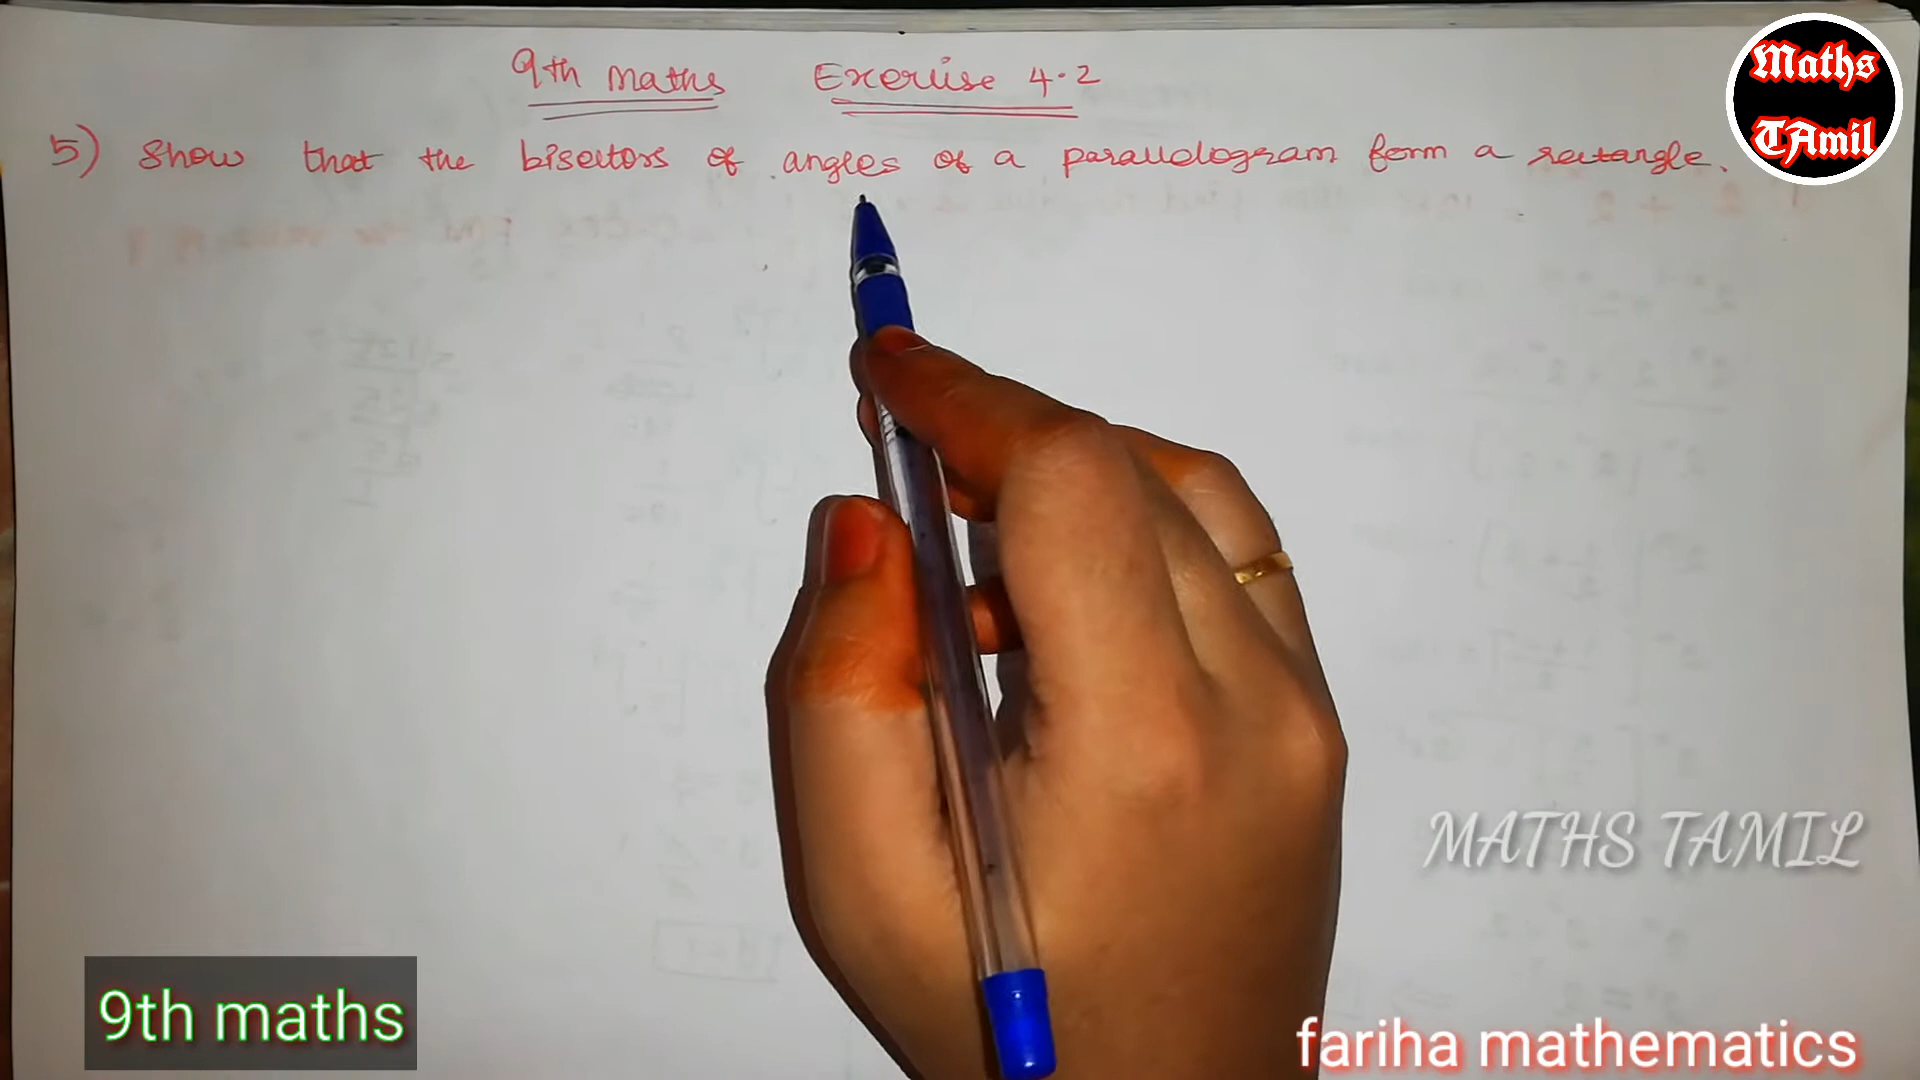 9th Maths Exercise 4.2
5) Show that the bisectors of angles of a parallelogram form a rectangle.
Maths
TAmil
MATHS TAMIL
9th maths
fariha mathematics